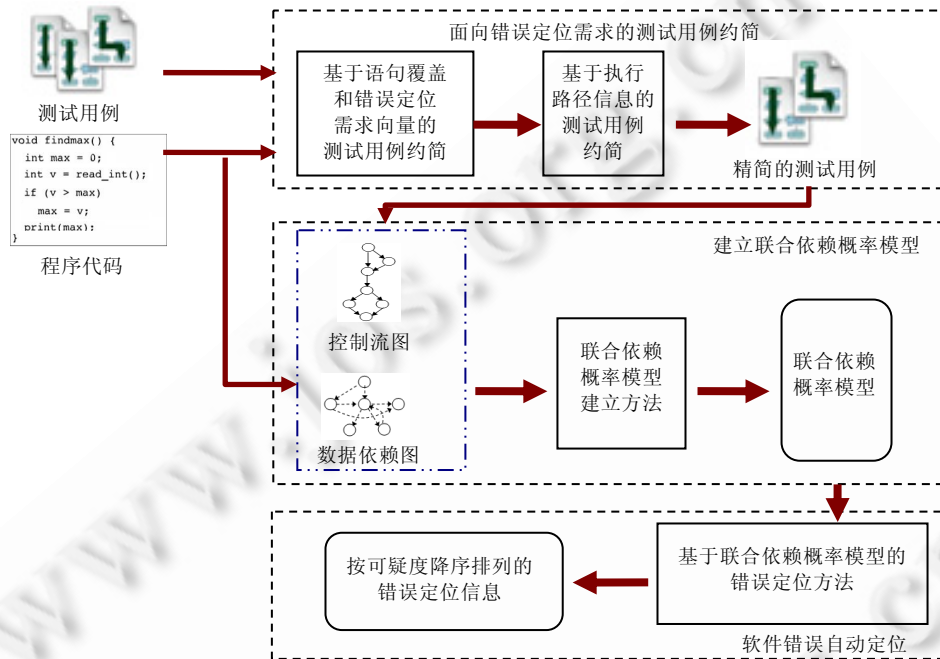 面向错误定位需求的测试用例约简
测试用例
基于语句覆盖
和错误定位
需求向量的
测试用例约简
基于执行
路径信息的
测试用例
约简
精简的测试用例
void findmax() {
int max = 0;
int v = read_int();
if (v > max)
max = v;
print(max);
}
程序代码
建立联合依赖概率模型
控制流图
数据依赖图
联合依赖
概率模型
建立方法
联合依赖
概率模型
基于联合依赖概率模型的
错误定位方法
按可疑度降序排列的
错误定位信息
软件错误自动定位